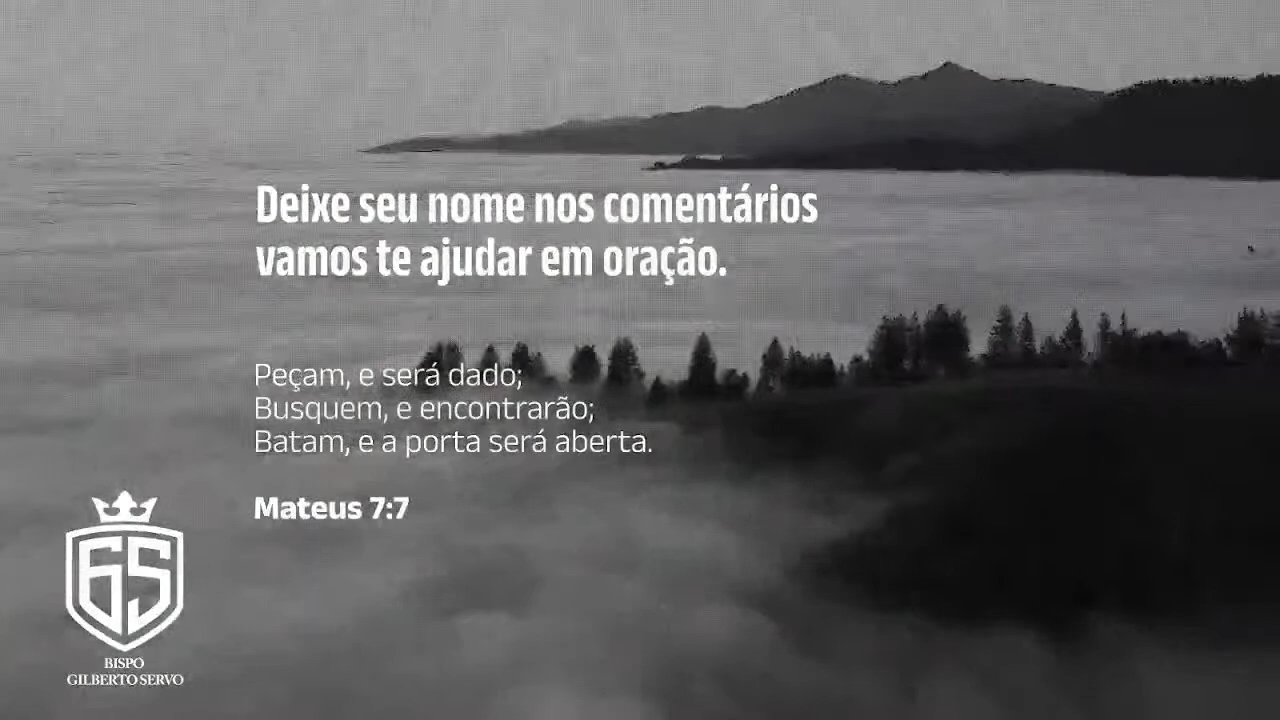 Deixe seu nome nos comentários
vamos te ajudar em oração.
Peçam, e será dado;
Busquem, e encontrarão;
Batam, e a porta será aberta.
Mateus 7:7
GS
BISPO
GILBERTO SERVO